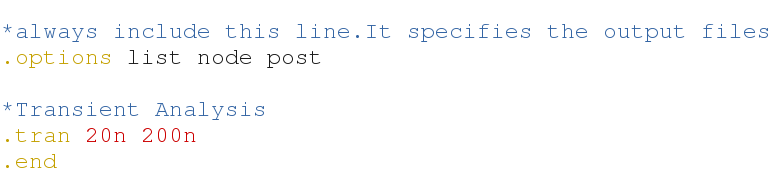 *always include this line.It specifies the output files
.options list node post
*Transient Analysis
.tran 20n 200n
.end